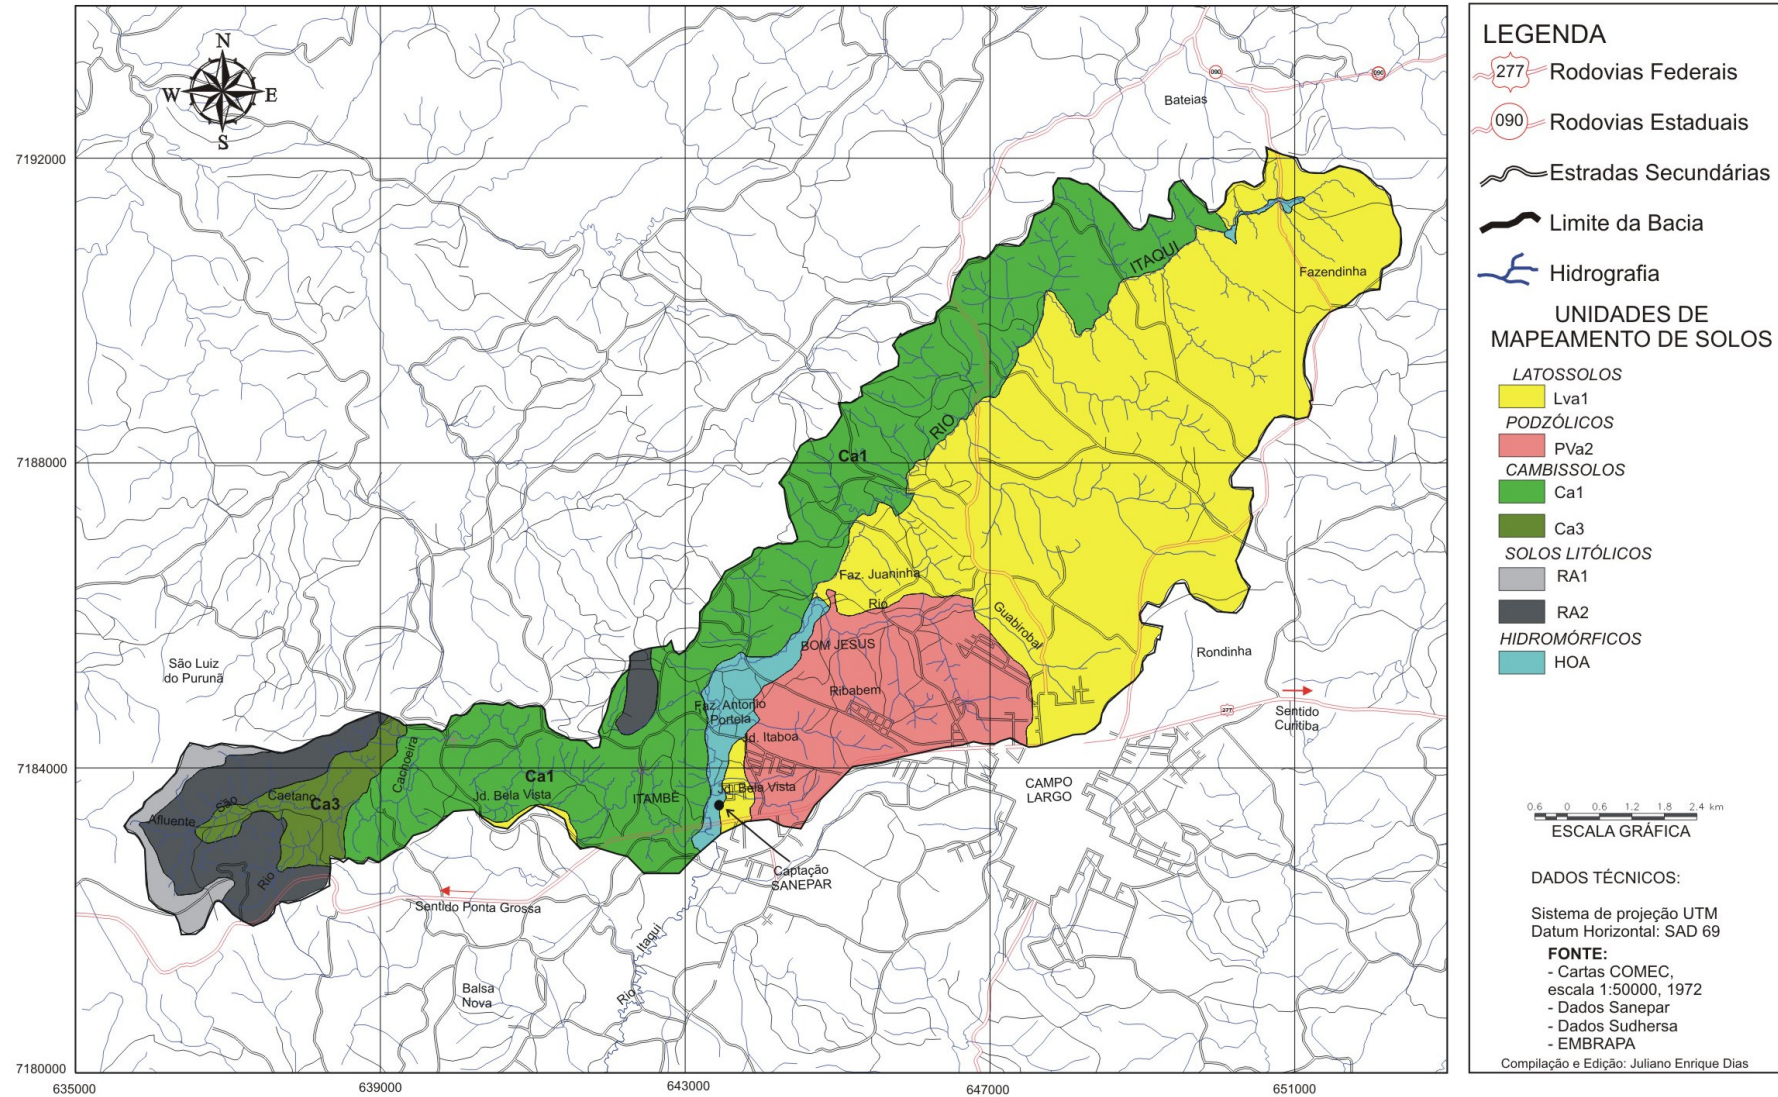 N
W
E
S
090
090
Bateias
7192000
ITAQUI
Fazendinha
RIO
7188000
Ca1
Faz. Juaninha
Rio
Guabirobal
BOM JESUS
Rondinha
São Luiz
do Purunã
Ribabem
Faz. Antonio
Portela
277
Sentido
Curitiba
Jd. Itaboa
Cachoeira
7184000
Ca1
CAMPO
LARGO
Caetano
São
Ca3
Jd. Bela Vista
ITAMBÉ
Jd. Bela Vista
Afluente
Rio
Captação
SANEPAR
Sentido Ponta Grossa
Itaqui
Rio
Balsa
Nova
7180000
635000
639000
643000
647000
651000
LEGENDA
277 Rodovias Federais
090 Rodovias Estaduais
Estradas Secundárias
Limite da Bacia
Hidrografia
UNIDADES DE
MAPEAMENTO DE SOLOS
LATOSSOLOS
Lva1
PODZÓLICOS
PVa2
CAMBISSOLOS
Ca1
Ca3
SOLOS LITÓLICOS
RA1
RA2
HIDROMÓRFICOS
HOA
0.6 0 0.6 1.2 1.8 2.4 km
ESCALA GRÁFICA
DADOS TÉCNICOS:
Sistema de projeção UTM
Datum Horizontal: SAD 69
FONTE:
- Cartas COMEC,
escala 1:50000, 1972
- Dados Sanepar
- Dados Sudhersa
- EMBRAPA
Compilação e Edição: Juliano Enrique Dias